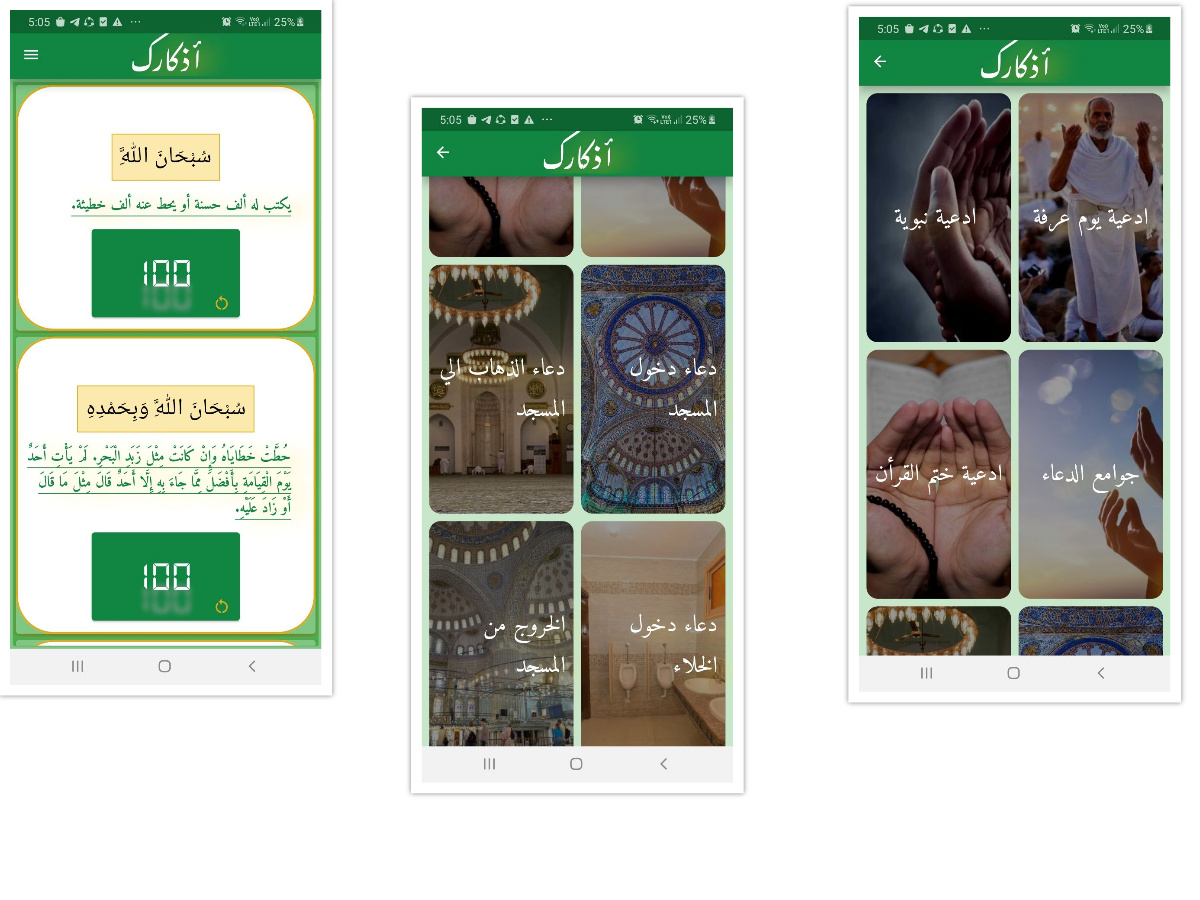 5:05
25%
أذكارك
سُبْحَانَ اللَّهِ
يكتب له ألف حسنة أو يحط عنه ألف خطيئة.
100
سُبْحَانَ اللَّهِ وَبِحَمْدِهِ
حُطَّتْ خَطَايَاهُ وَإِنْ كَانَتْ مِثْلَ زَبَدِ الْبَحْرِ. لَمْ يَأْتِ أَحَدٌ
يَوْمَ الْقِيَامَةِ بِأَفْضَلَ مِمَّا جَاءَ بِهِ إِلَّا أَحَدٌ قَالَ مِثْلَ مَا قَالَ
أَوْ زَادَ عَلَيْهِ.
100
5:05
25%
أذكارك
دعاء دخول
المسجد
دعاء الذهاب الي
المسجد
دعاء دخول
الخلاء
الخروج من
المسجد
5:05
25%
أذكارك
ادعية يوم عرفة
ادعية نبوية
جوامع الدعاء
ادعية ختم القرأن